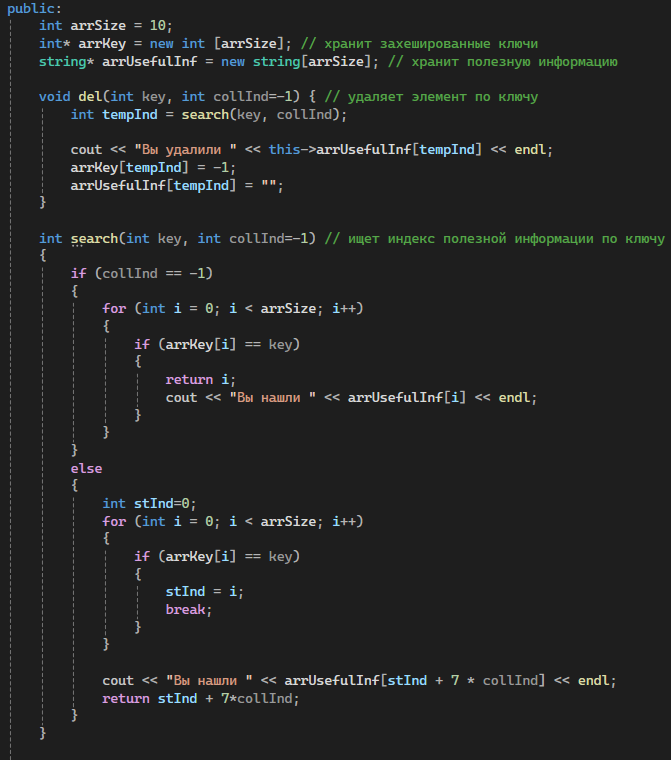 public:
    int arrSize = 10;
    int* arrKey = new int [arrSize]; // хранит захешированные ключи
    string* arrUsefulInf = new string[arrSize]; // хранит полезную информацию

    void del(int key, int collInd=-1) { // удаляет элемент по ключу
        int tempInd = search(key, collInd);

        cout << "Вы удалили " << this->arrUsefulInf[tempInd] << endl;
        arrKey[tempInd] = -1;
        arrUsefulInf[tempInd] = "";
    }

    int search(int key, int collInd=-1) // ищет индекс полезной информации по ключу
    {
        if (collInd == -1)
        {
            for (int i = 0; i < arrSize; i++)
            {
                if (arrKey[i] == key)
                {
                    return i;
                    cout << "Вы нашли " << arrUsefulInf[i] << endl;
                }
            }
        }
        else
        {
            int stInd=0;
            for (int i = 0; i < arrSize; i++)
            {
                if (arrKey[i] == key)
                {
                    stInd = i;
                    break;
                }
            }

            cout << "Вы нашли " << arrUsefulInf[stInd + 7 * collInd] << endl;
            return stInd + 7*collInd;
        }
    }